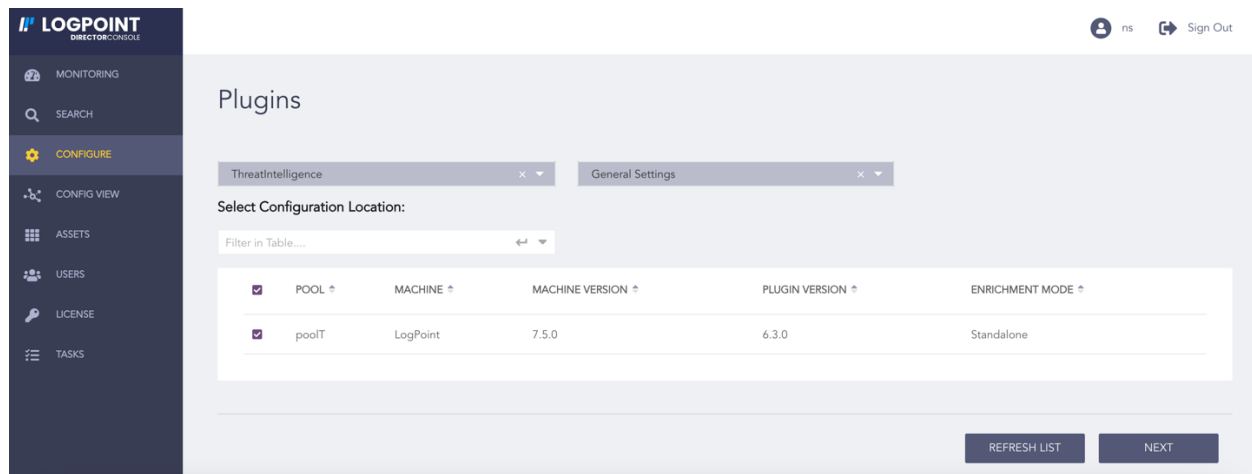 LOGPOINT
DIRECTORCONSOLE
ns Sign Out
MONITORING
SEARCH
CONFIGURE
CONFIG VIEW
ASSETS
USERS
LICENSE
TASKS
Plugins
ThreatIntelligence General Settings
Select Configuration Location:
Filter in Table....
POOL MACHINE MACHINE VERSION PLUGIN VERSION ENRICHMENT MODE
poolT LogPoint 7.5.0 6.3.0 Standalone
REFRESH LIST NEXT